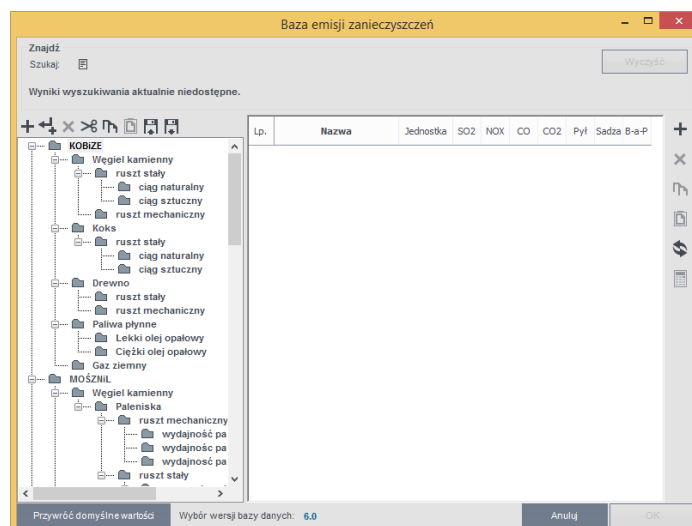 Baza emisji zanieczyszczeń
Znajdź
Szukaj:
Wyczyść
Wyniki wyszukiwania aktualnie niedostępne.
Lp. Nazwa Jednostka SO2 NOX CO CO2 Pył Sadza B-a-P
KOBiZE
Węgiel kamienny
ruszt stały
ciąg naturalny
ciąg sztuczny
ruszt mechaniczny
Koks
ruszt stały
ciąg naturalny
ciąg sztuczny
Drewno
ruszt stały
ruszt mechaniczny
Paliwa płynne
Lekki olej opałowy
Ciężki olej opałowy
Gaz ziemny
MOŚZNiL
Węgiel kamienny
Paleniska
ruszt mechaniczny
wydajność pa
wydajnośc pa
wydajnosć pa
ruszt stały
Przywróć domyślne wartości Wybór wersji bazy danych: 6.0 Anuluj OK